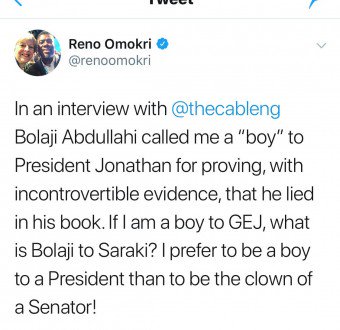 Tweet
Reno Omokri
@renoomokri
In an interview with @thecableng
Bolaji Abdullahi called me a “boy” to
President Jonathan for proving, with
incontrovertible evidence, that he lied
in his book. If I am a boy to GEJ, what
is Bolaji to Saraki? I prefer to be a boy
to a President than to be the clown of
a Senator!